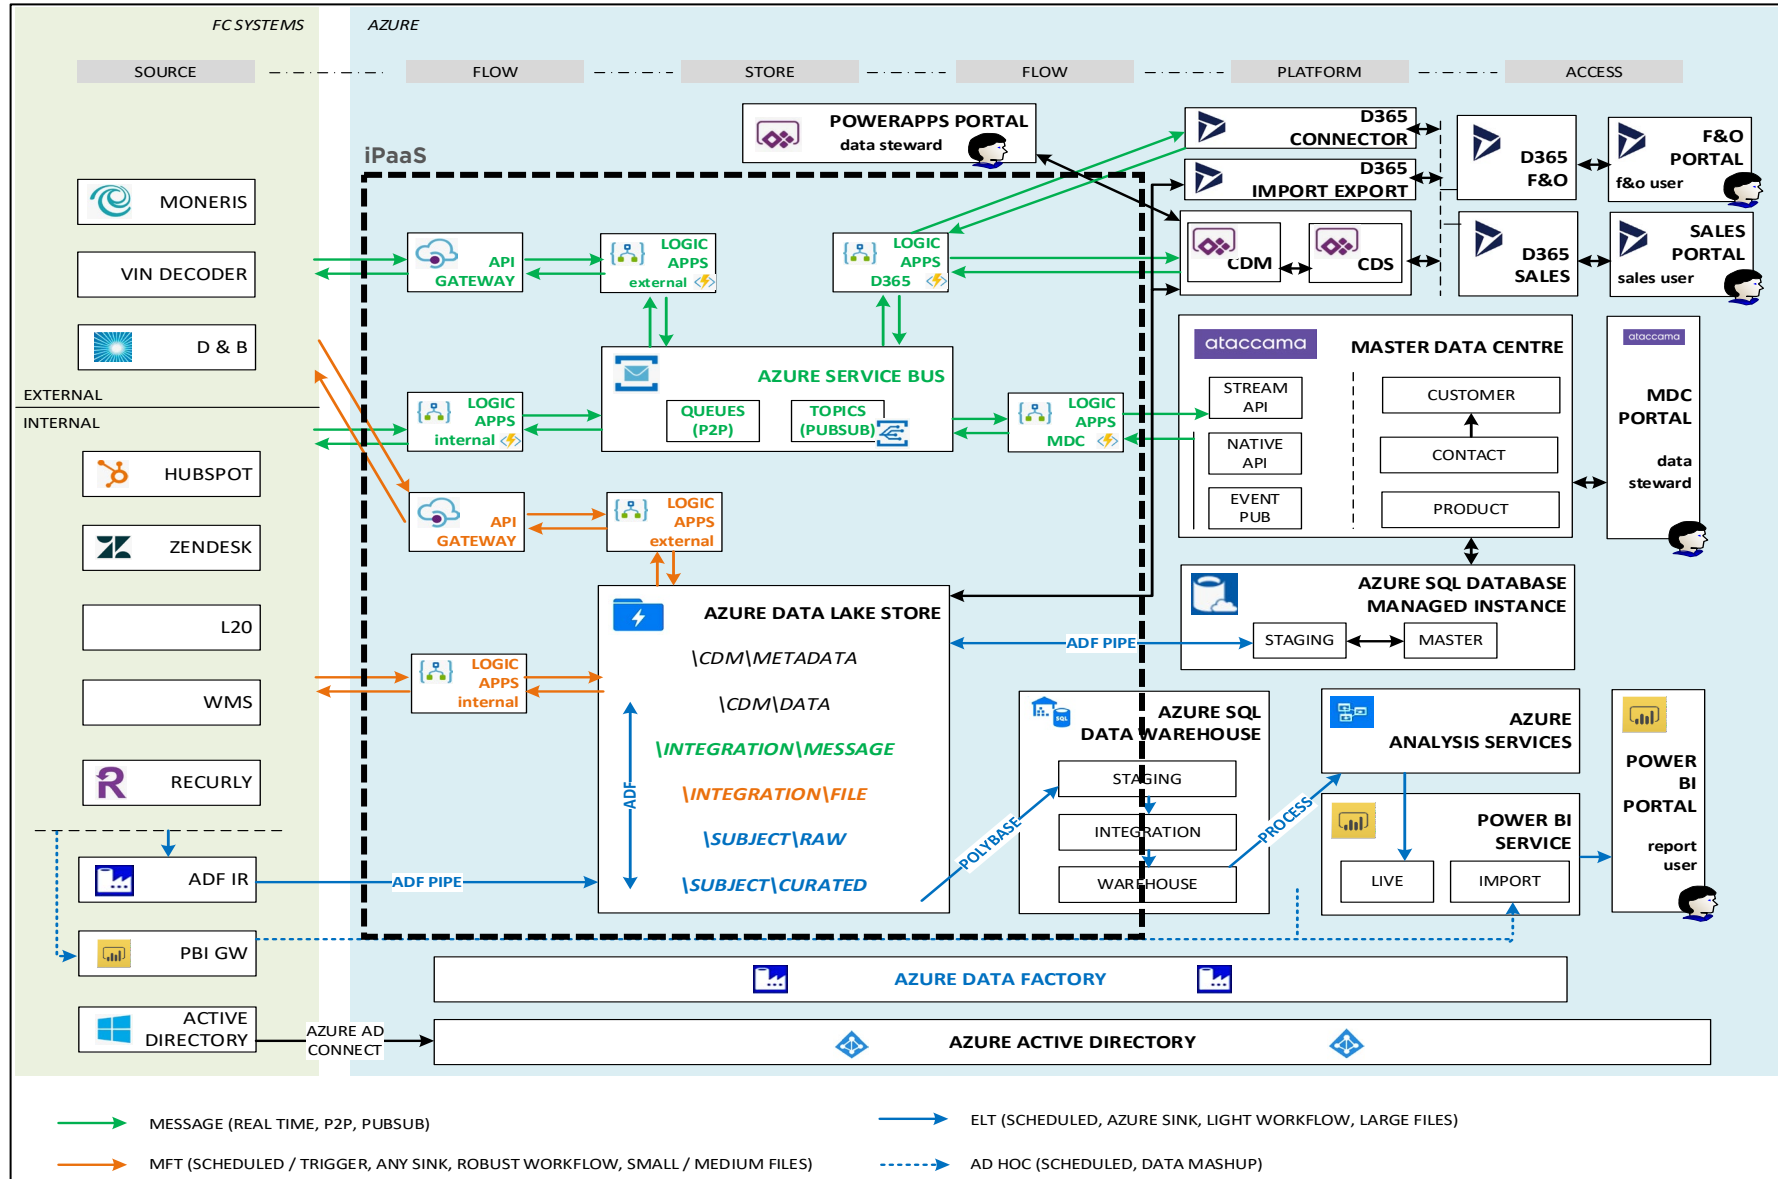 FC SYSTEMS
AZURE
SOURCE
FLOW
STORE
FLOW
PLATFORM
ACCESS
iPaaS
POWERAPPS PORTAL
data steward
D365
CONNECTOR
D365
IMPORT EXPORT
D365
F&O
F&O
PORTAL
f&o user
MONERIS
VIN DECODER
D & B
EXTERNAL
INTERNAL
HUBSPOT
ZENDESK
L20
WMS
RECURLY
ADF IR
PBI GW
ACTIVE
DIRECTORY
API
GATEWAY
LOGIC
APPS
external
LOGIC
APPS
D365
CDM
CDS
D365
SALES
SALES
PORTAL
sales user
AZURE SERVICE BUS
QUEUES
(P2P)
TOPICS
(PUBSUB)
LOGIC
APPS
internal
LOGIC
APPS
MDC
ataccama
MASTER DATA CENTRE
STREAM
API
NATIVE
API
EVENT
PUB
CUSTOMER
CONTACT
PRODUCT
ataccama
MDC
PORTAL
data
steward
API
GATEWAY
LOGIC
APPS
external
LOGIC
APPS
internal
AZURE DATA LAKE STORE
\CDM\METADATA
\CDM\DATA
\INTEGRATION\MESSAGE
\INTEGRATION\FILE
\SUBJECT\RAW
\SUBJECT\CURATED
ADF
ADF PIPE
ADF PIPE
AZURE SQL DATABASE
MANAGED INSTANCE
STAGING
MASTER
AZURE SQL
DATA WAREHOUSE
SQL
STAGING
INTEGRATION
WAREHOUSE
POLYBASE
PROCESS
AZURE
ANALYSIS SERVICES
POWER BI
SERVICE
LIVE
IMPORT
POWER
BI
PORTAL
report
user
AZURE DATA FACTORY
AZURE AD
CONNECT
AZURE ACTIVE DIRECTORY
MESSAGE (REAL TIME, P2P, PUBSUB)
ELT (SCHEDULED, AZURE SINK, LIGHT WORKFLOW, LARGE FILES)
MFT (SCHEDULED / TRIGGER, ANY SINK, ROBUST WORKFLOW, SMALL / MEDIUM FILES)
AD HOC (SCHEDULED, DATA MASHUP)